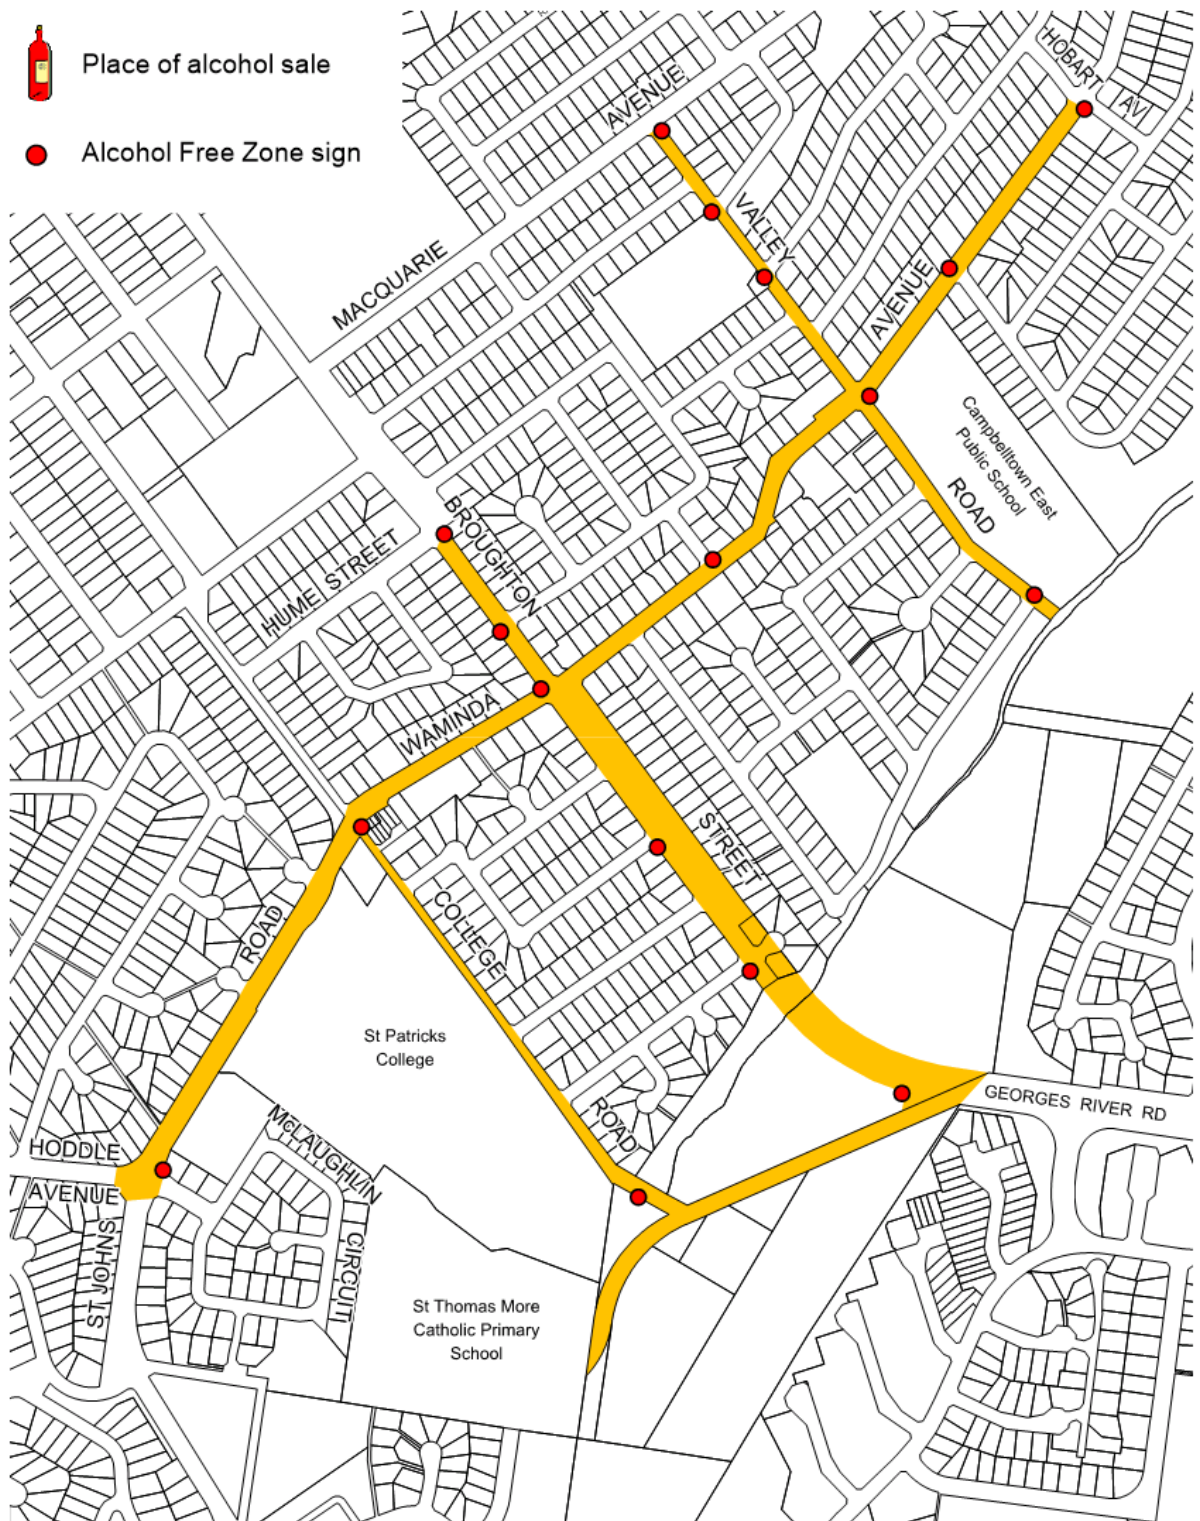 Place of alcohol sale
Alcohol Free Zone sign
HOBART AV
AVENUE
VALLEY
MACQUARIE
AVENUE
Campbelltown East
Public School
ROAD
BROUGHTON
HUME STREET
WAMINDA
STREET
COLLEGE
ROAD
St Patricks
College
ROAD
GEORGES RIVER RD
McLAUGHLIN
HODDLE
AVENUE
ST JOHNS
CIRCUIT
St Thomas More
Catholic Primary
School